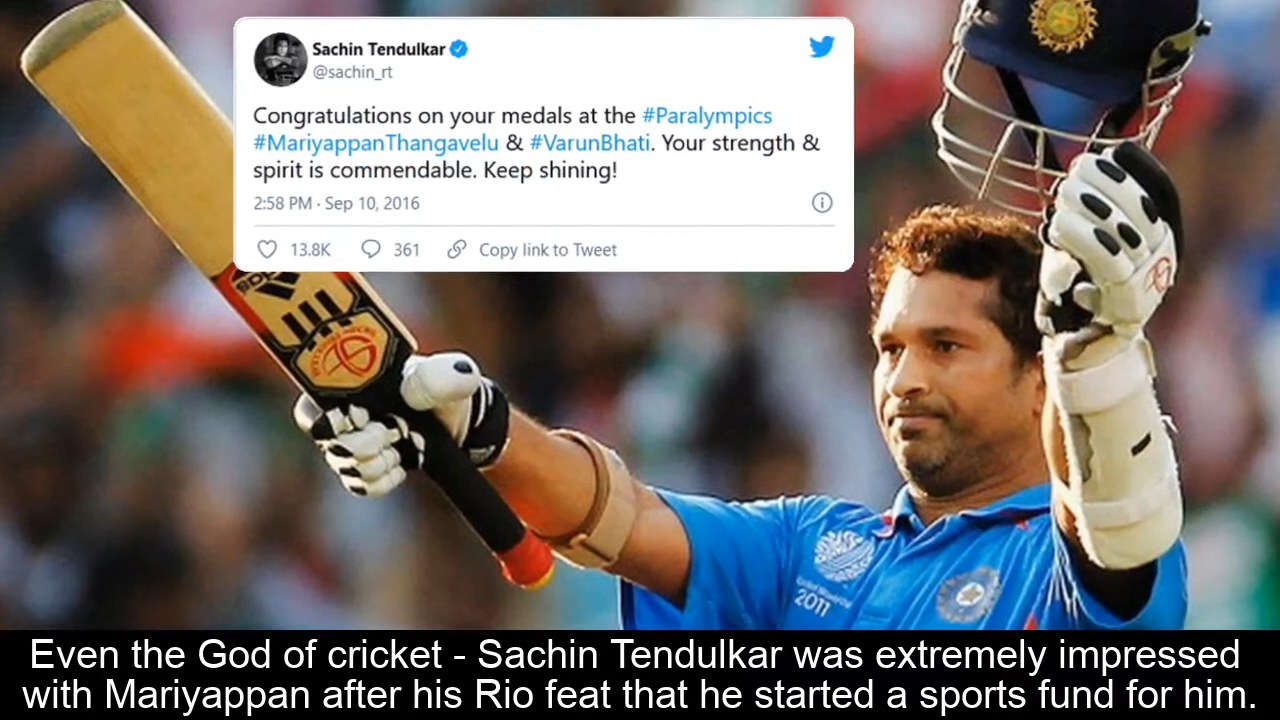 Sachin Tendulkar
@sachin_rt
Congratulations on your medals at the #Paralympics
#MariyappanThangavelu & #VarunBhati. Your strength &
spirit is commendable. Keep shining!
2:58 PM · Sep 10, 2016
13.8K 361 Copy link to Tweet
2011
Even the God of cricket - Sachin Tendulkar was extremely impressed
with Mariyappan after his Rio feat that he started a sports fund for him.